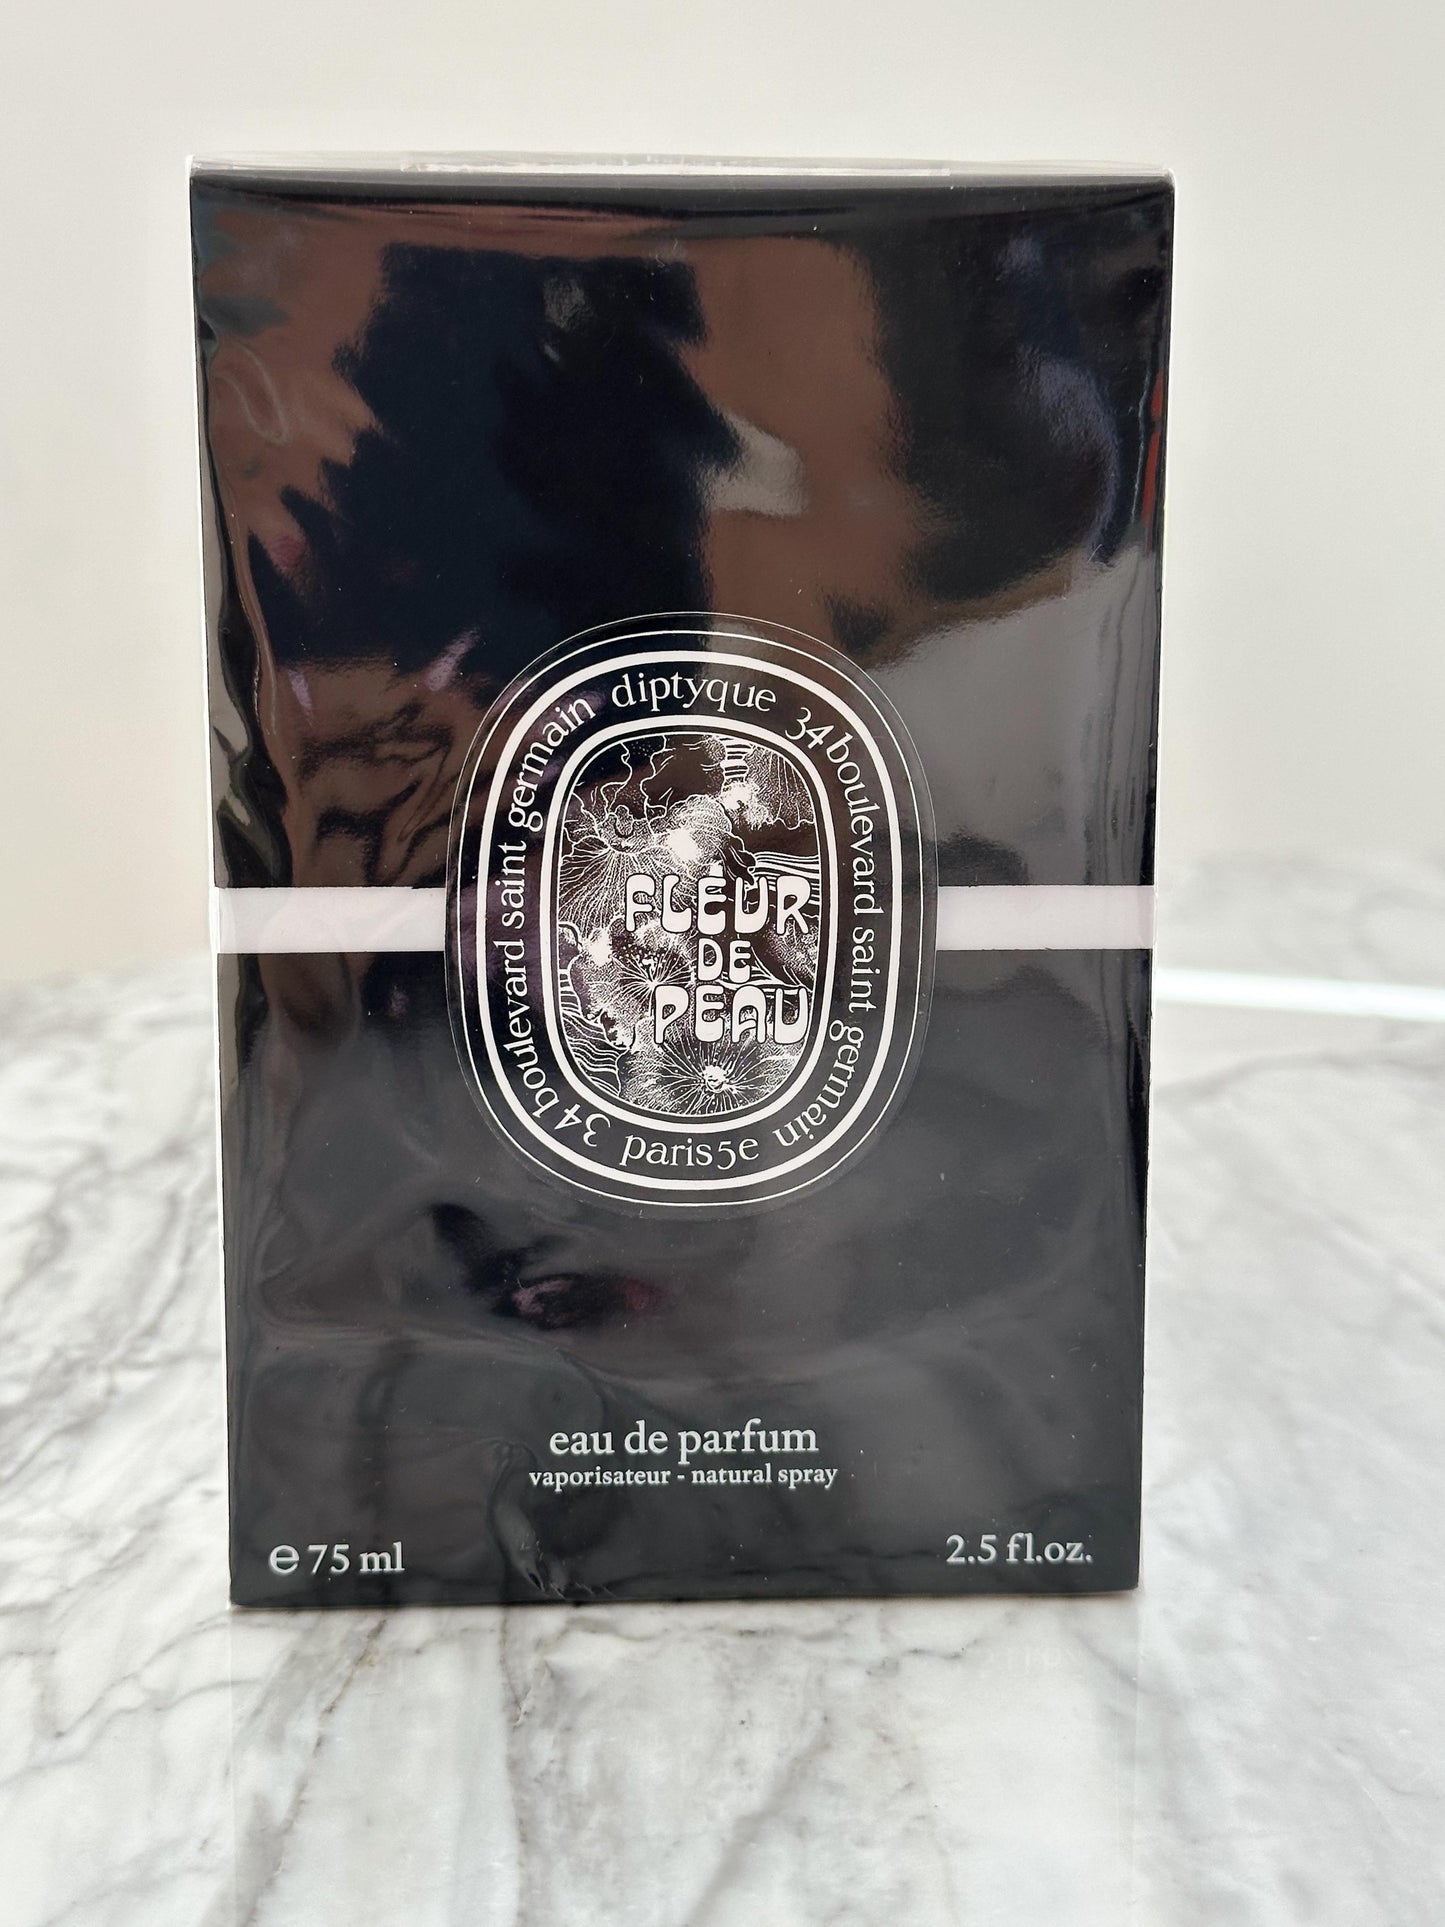 diptyque 34 boulevard saint germain
paris 5e 34 boulevard saint germain
FLEUR
DE
PEAU
eau de parfum
vaporisateur - natural spray
e 75 ml
2.5 fl.oz.